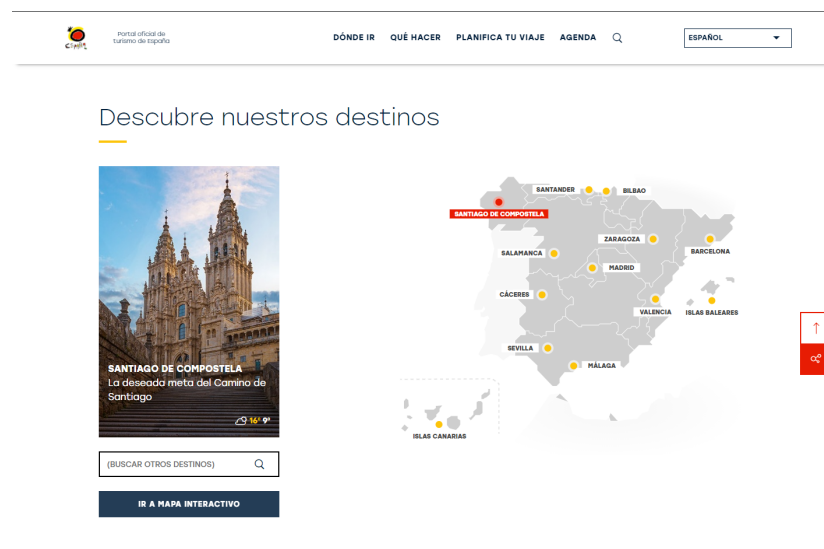 España
Portal oficial de
turismo de España
DÓNDE IR
QUÉ HACER
PLANIFICA TU VIAJE
AGENDA
ESPAÑOL
Descubre nuestros destinos
SANTANDER
BILBAO
SANTIAGO DE COMPOSTELA
ZARAGOZA
BARCELONA
SALAMANCA
MADRID
CÁCERES
VALENCIA
ISLAS BALEARES
SEVILLA
MÁLAGA
ISLAS CANARIAS
SANTIAGO DE COMPOSTELA
La deseada meta del Camino de
Santiago
16° 9°
(BUSCAR OTROS DESTINOS)
IR A MAPA INTERACTIVO